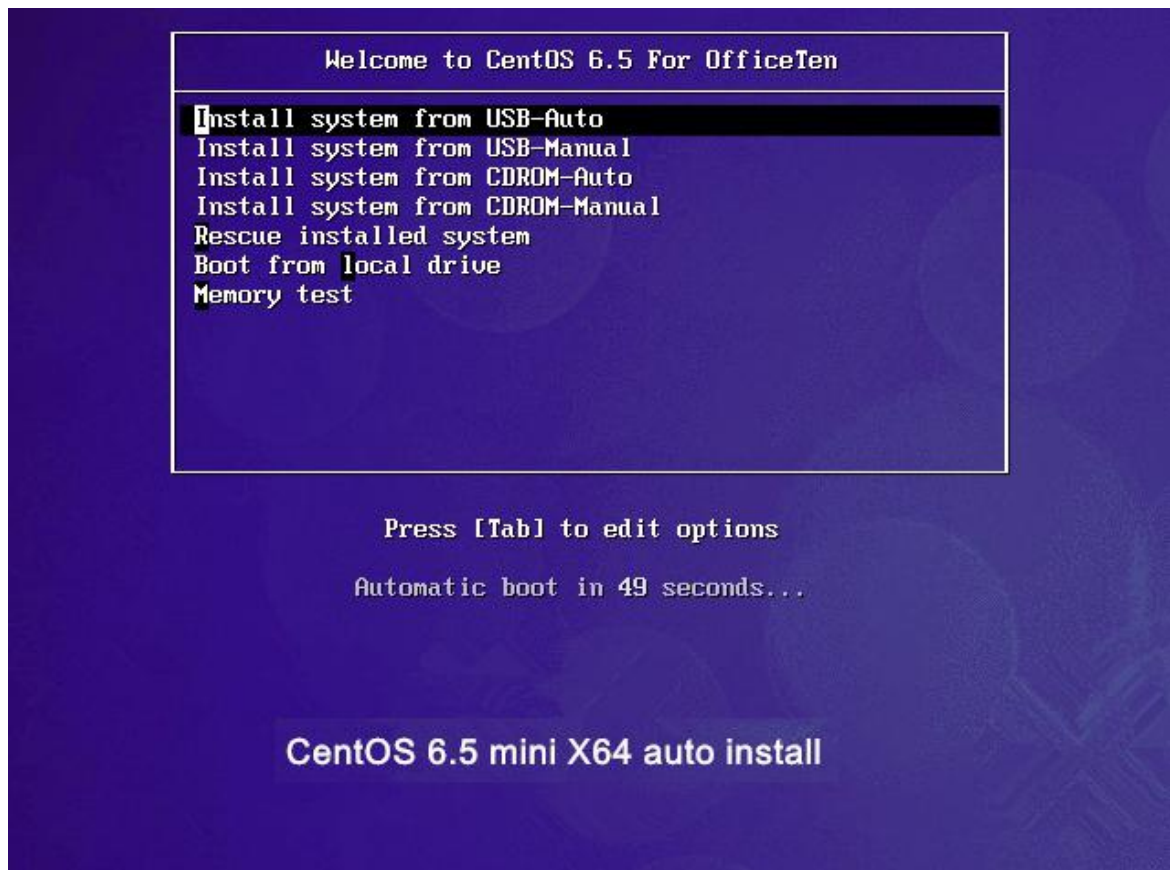 Welcome to CentOS 6.5 For OfficeTen
Install system from USB-Auto
Install system from USB-Manual
Install system from CDROM-Auto
Install system from CDROM-Manual
Rescue installed system
Boot from local drive
Memory test
Press [Tab] to edit options
Automatic boot in 49 seconds...
CentOS 6.5 mini X64 auto install